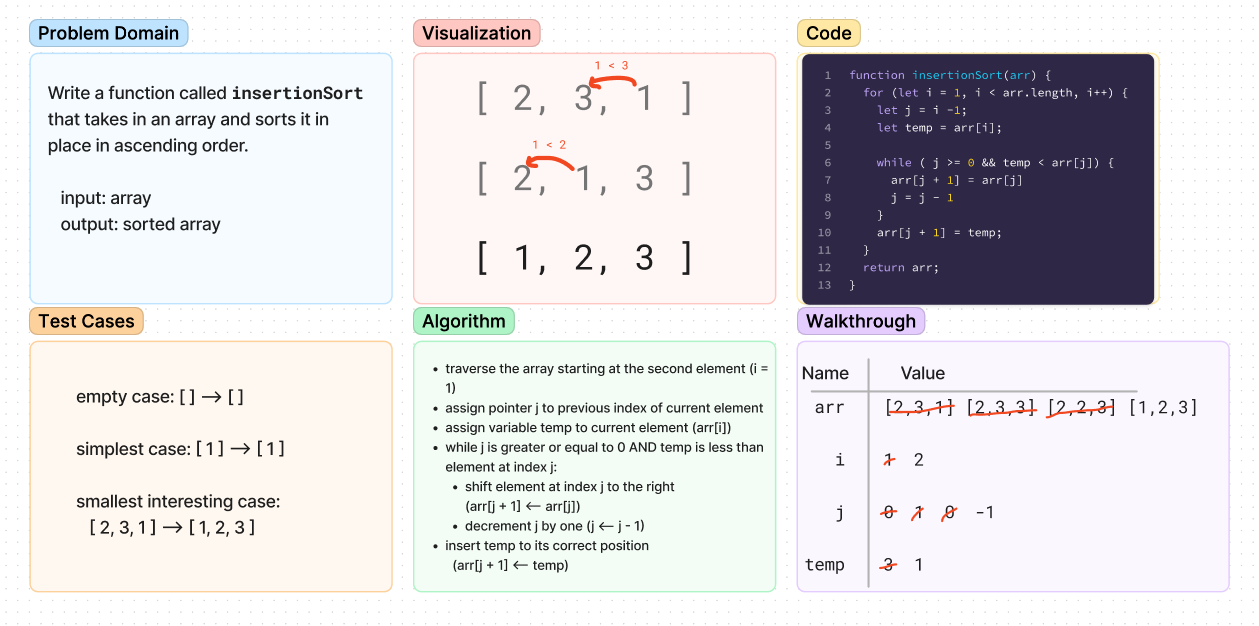 Problem Domain
Write a function called insertionSort
that takes in an array and sorts it in
place in ascending order.
input: array
output: sorted array
Visualization
1 < 3
[ 2, 3, 1 ]
1 < 2
[ 2, 1, 3 ]
[ 1, 2, 3 ]
Code
1 function insertionSort(arr) {
2 for (let i = 1, i < arr.length, i++) {
3 let j = i -1;
4 let temp = arr[i];
5
6 while ( j >= 0 && temp < arr[j]) {
7 arr[j + 1] = arr[j]
8 j = j - 1
9 }
10 arr[j + 1] = temp;
11 }
12 return arr;
13 }
Test Cases
empty case: [ ] → [ ]
simplest case: [ 1 ] → [ 1 ]
smallest interesting case:
[ 2, 3, 1 ] → [ 1, 2, 3 ]
Algorithm
• traverse the array starting at the second element (i =
1)
• assign pointer j to previous index of current element
• assign variable temp to current element (arr[i])
• while j is greater or equal to 0 AND temp is less than
element at index j:
• shift element at index j to the right
(arr[j + 1] ← arr[j])
• decrement j by one (j ← j - 1)
• insert temp to its correct position
(arr[j + 1] ← temp)
Walkthrough
Name Value
arr [2,3,1] [2,3,3] [2,2,3] [1,2,3]
i 1 2
j 0 1 0 -1
temp 3 1